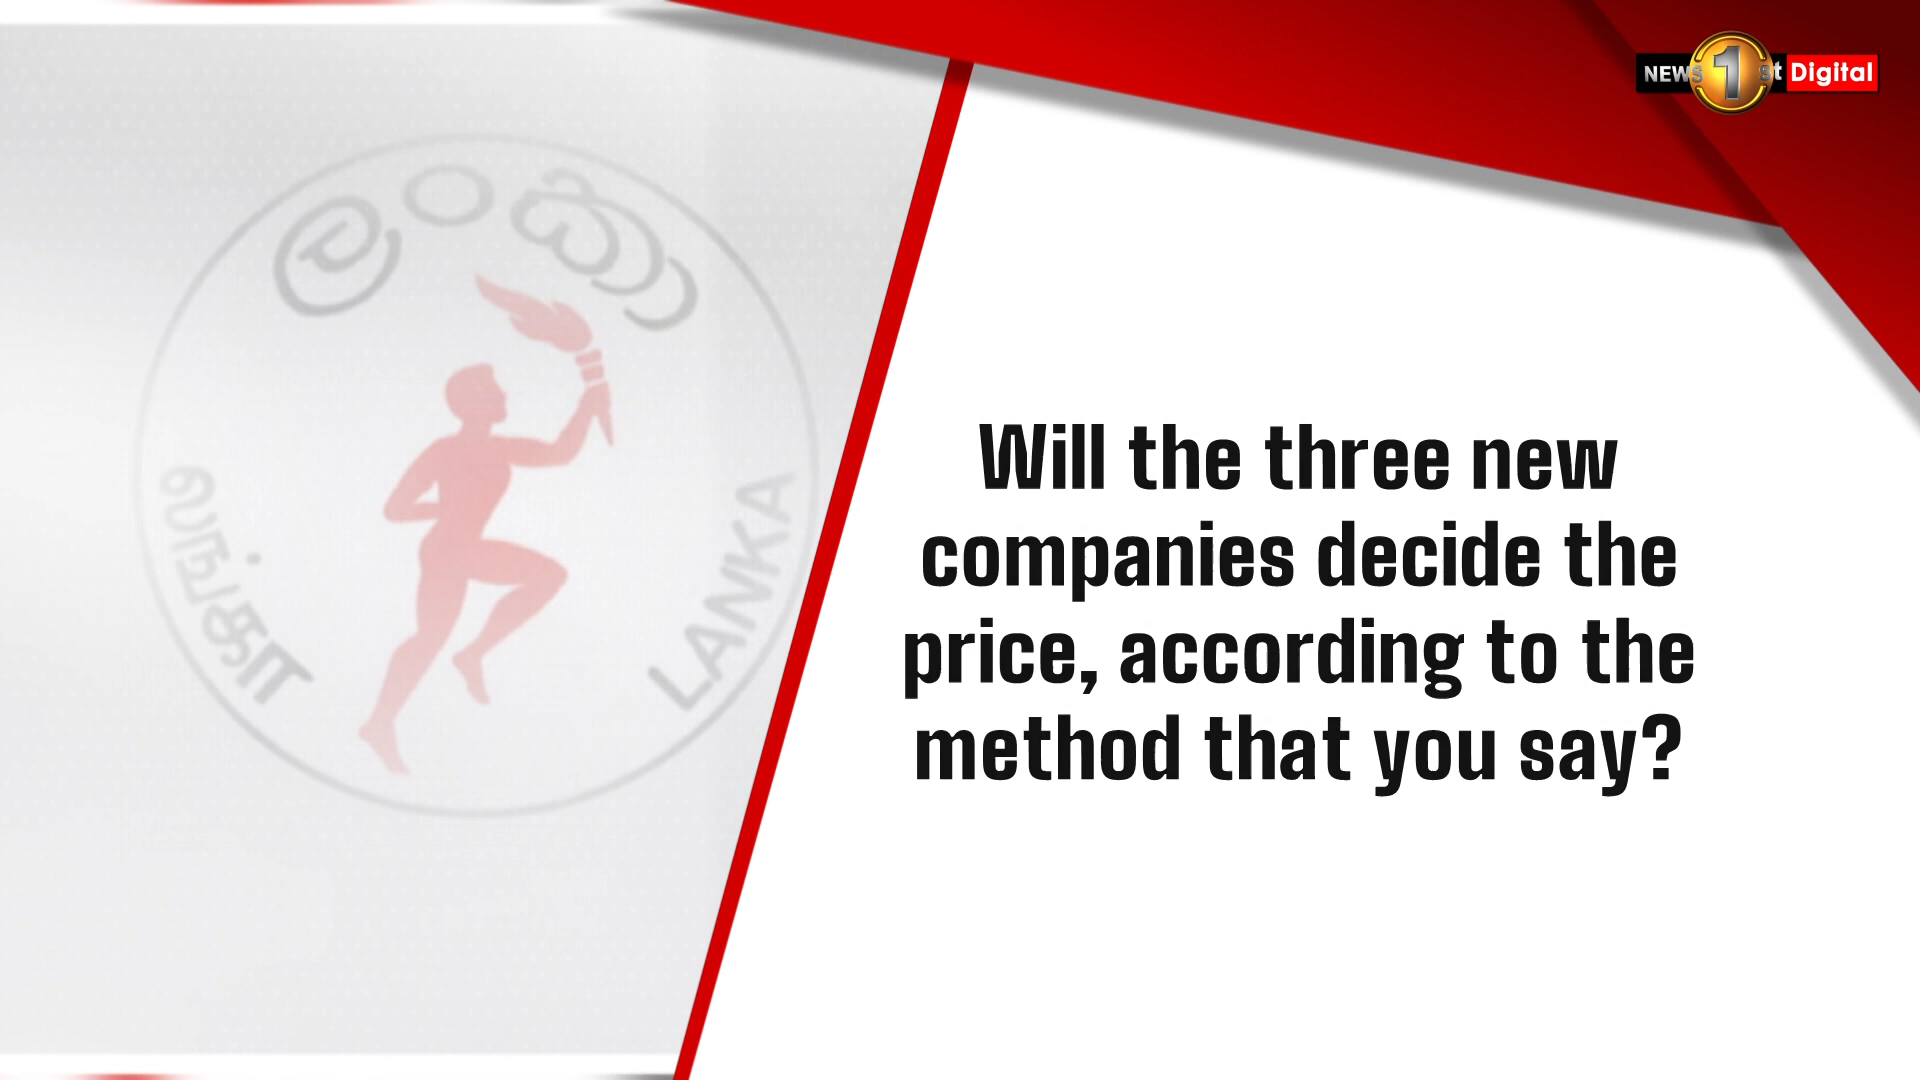 NEWS 1st Digital
ලංකා
லங்கா
LANKA
Will the three new
companies decide the
price, according to the
method that you say?